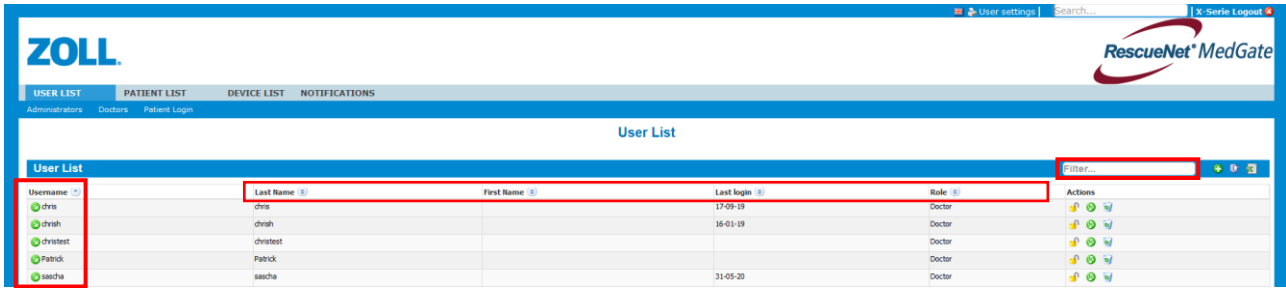 User settings | Search... | X-Serie Logout
ZOLL.
RescueNet® MedGate
USER LIST PATIENT LIST DEVICE LIST NOTIFICATIONS
Administrators Doctors Patient Login
User List
User List Filter...
Username Last Name First Name Last login Role Actions
chris chris 17-09-19 Doctor
chrish chrish 16-01-19 Doctor
christest christest Doctor
Patrick Patrick Doctor
sascha sascha 31-05-20 Doctor